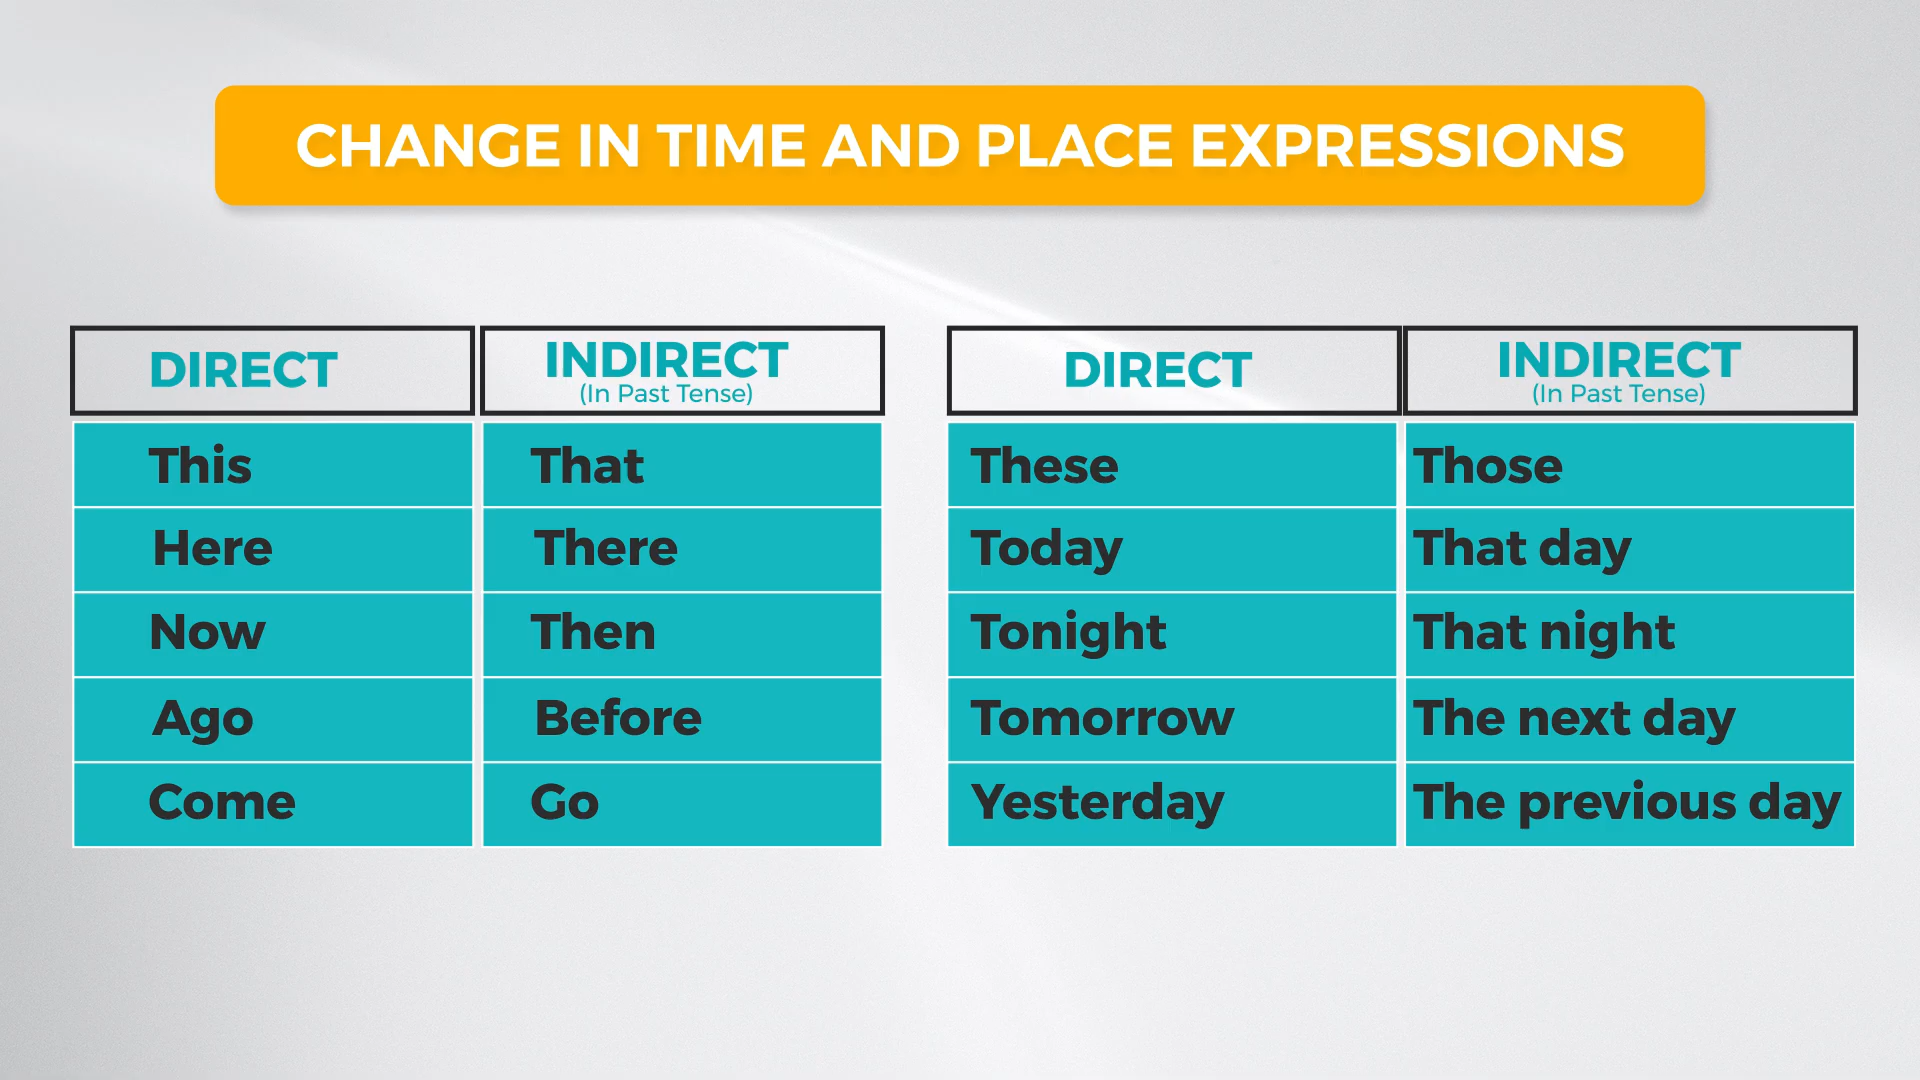 CHANGE IN TIME AND PLACE EXPRESSIONS
DIRECT INDIRECT
(In Past Tense)
This That
Here There
Now Then
Ago Before
Come Go
DIRECT INDIRECT
(In Past Tense)
These Those
Today That day
Tonight That night
Tomorrow The next day
Yesterday The previous day